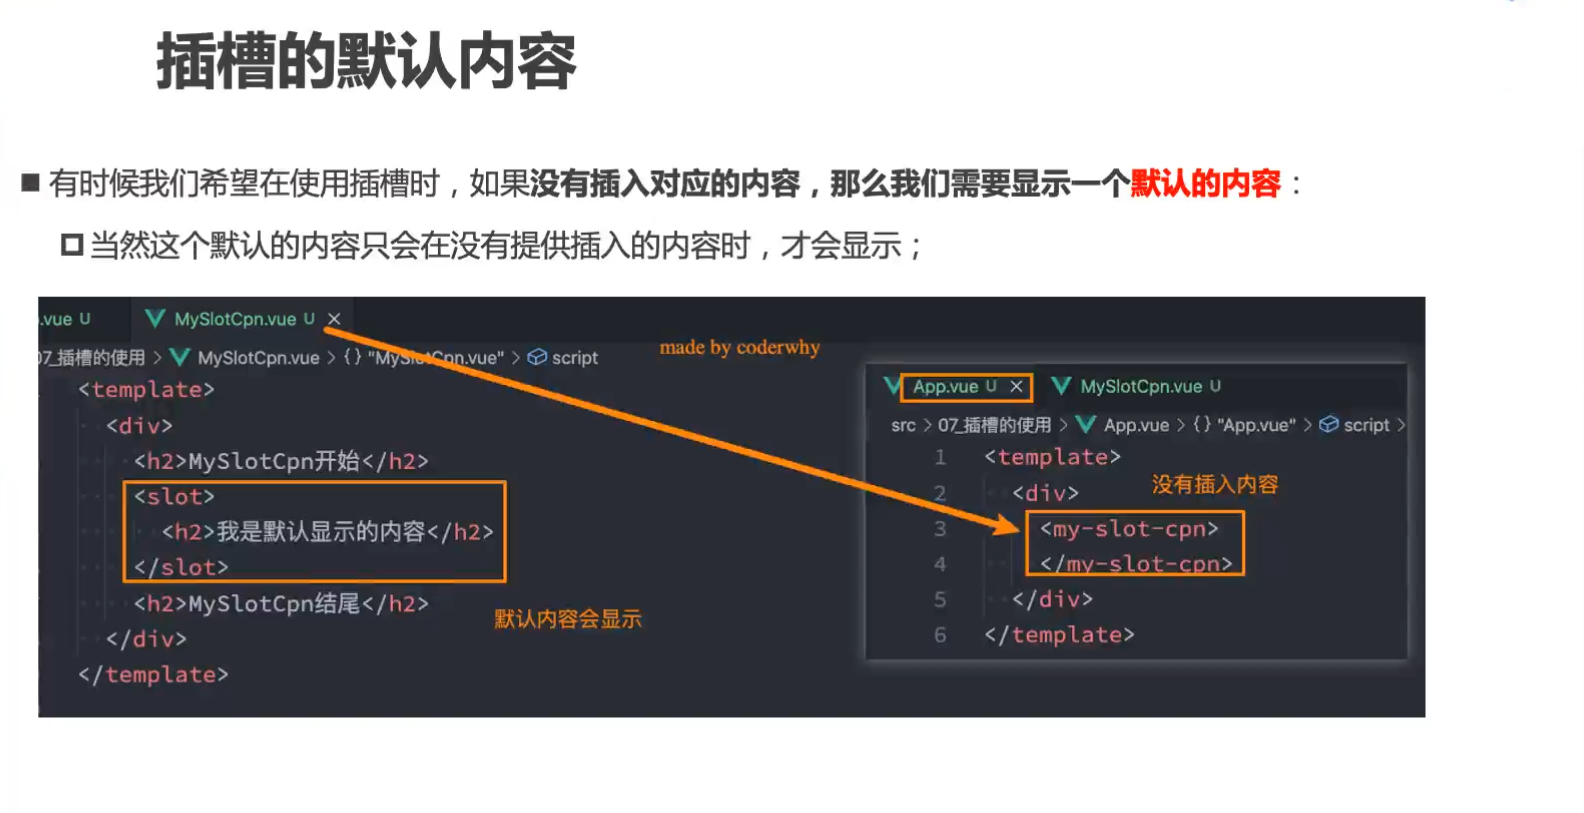 插槽的默认内容
有时候我们希望在使用插槽时，如果没有插入对应的内容，那么我们需要显示一个默认的内容：
当然这个默认的内容只会在没有提供插入的内容时，才会显示；
.vue U MySlotCpn.vue U ×
07_插槽的使用 > MySlotCpn.vue > {} "MySlotCpn.vue" > script
made by coderwhy
<template>
<div>
<h2>MySlotCpn开始</h2>
<slot>
<h2>我是默认显示的内容</h2>
</slot>
<h2>MySlotCpn结尾</h2>
</div>
</template>
默认内容会显示
App.vue U × MySlotCpn.vue U
src > 07_插槽的使用 > App.vue > {} "App.vue" > script >
1 <template>
2 <div>
没有插入内容
3 <my-slot-cpn>
4 </my-slot-cpn>
5 </div>
6 </template>